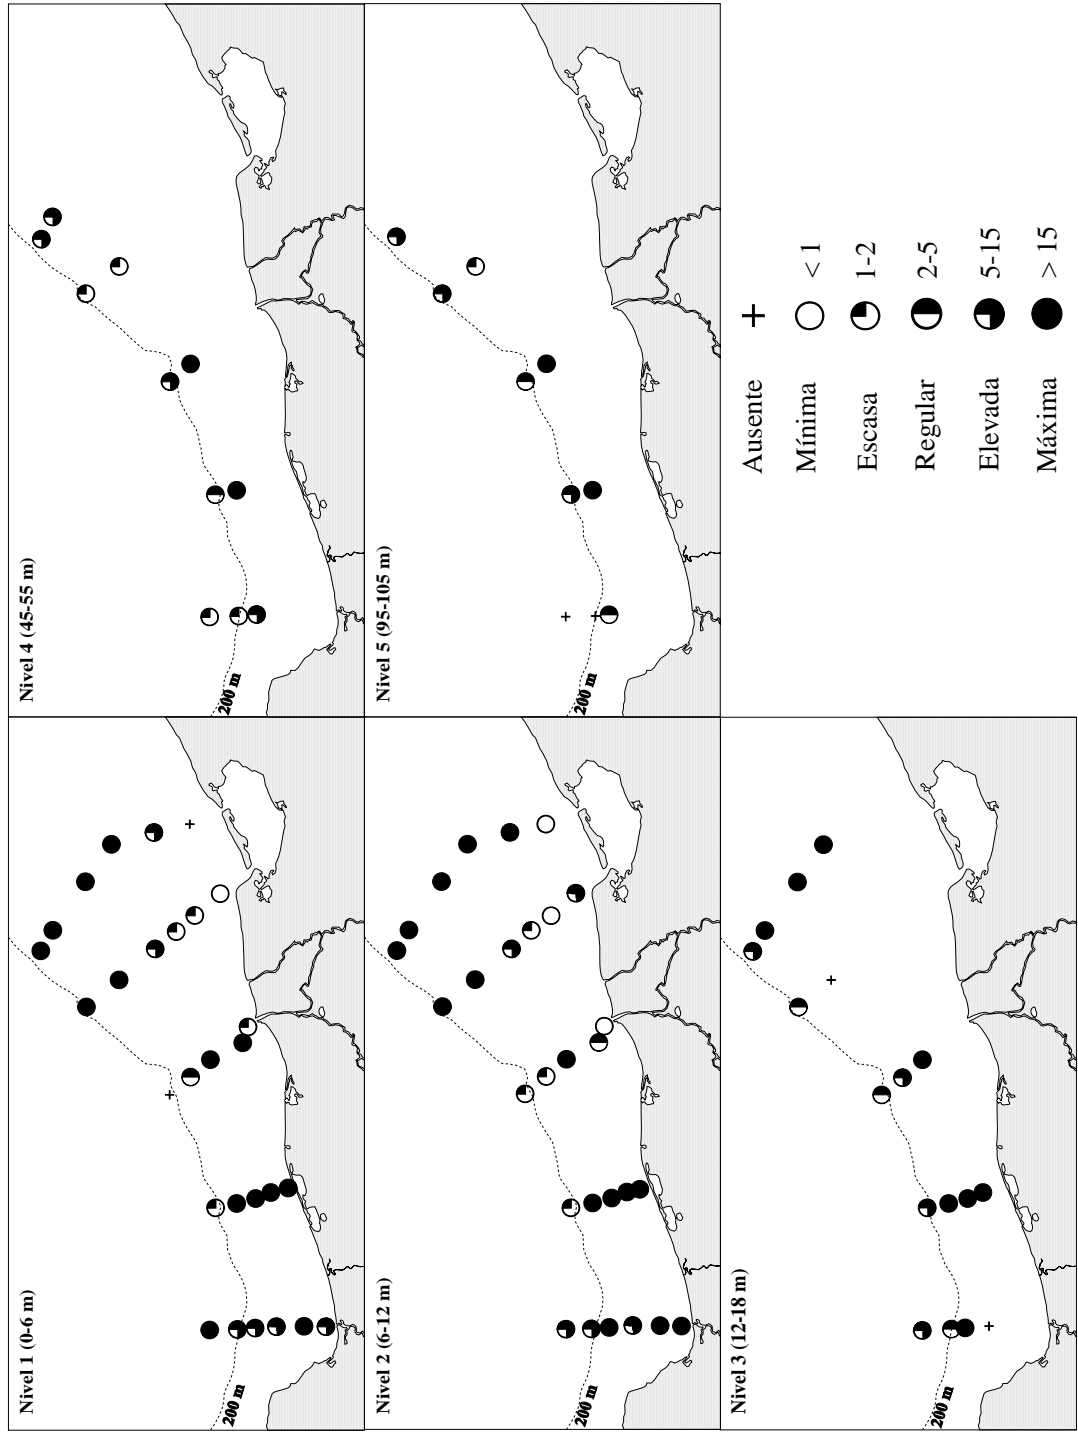 Nivel 1 (0-6 m)
200 m
Nivel 4 (45-55 m)
200 m
Nivel 2 (6-12 m)
200 m
Nivel 5 (95-105 m)
200 m
Nivel 3 (12-18 m)
200 m
Ausente +
Mínima < 1
Escasa 1-2
Regular 2-5
Elevada 5-15
Máxima > 15